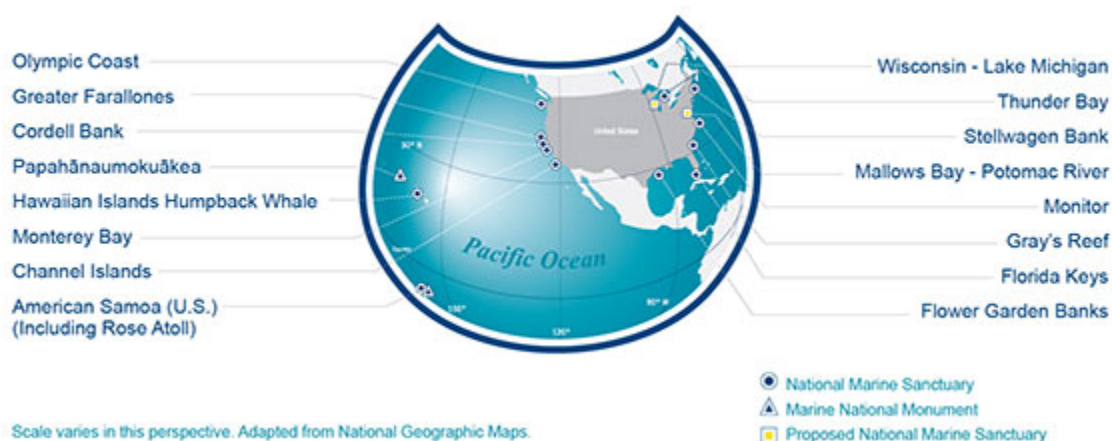 Olympic Coast
Greater Farallones
Cordell Bank
Papahānaumokuākea
Hawaiian Islands Humpback Whale
Monterey Bay
Channel Islands
American Samoa (U.S.)
(Including Rose Atoll)
United States
30° N
Pacific Ocean
150°
120°
90° W
Wisconsin - Lake Michigan
Thunder Bay
Stellwagen Bank
Mallows Bay - Potomac River
Monitor
Gray's Reef
Florida Keys
Flower Garden Banks
National Marine Sanctuary
Marine National Monument
Proposed National Marine Sanctuary
Scale varies in this perspective. Adapted from National Geographic Maps.